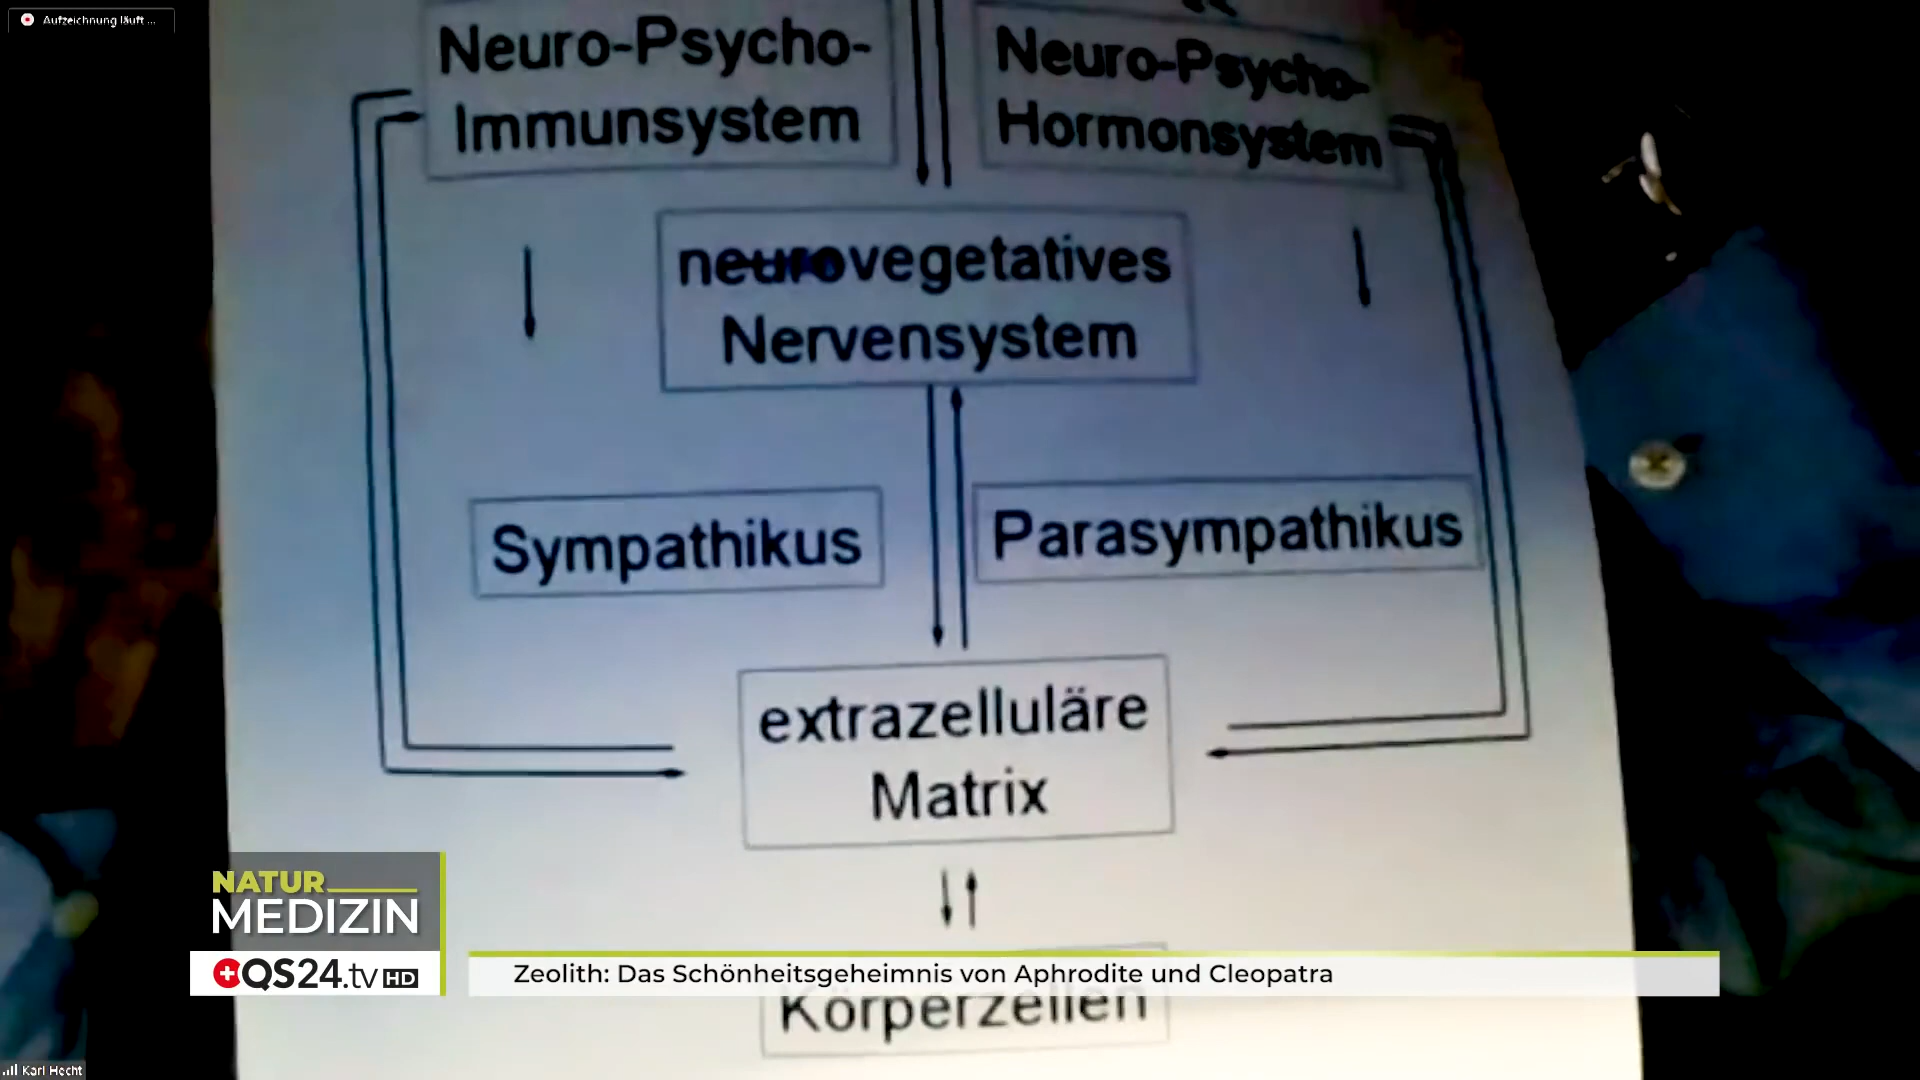 Aufzeichnung läuft ...
Neuro-Psycho-
Immunsystem
Neuro-Psycho-
Hormonsystem
neurovegetatives
Nervensystem
Sympathikus
Parasympathikus
extrazelluläre
Matrix
Körperzellen
NATUR
MEDIZIN
QS24.tv HD
Zeolith: Das Schönheitsgeheimnis von Aphrodite und Cleopatra
Karl Hecht